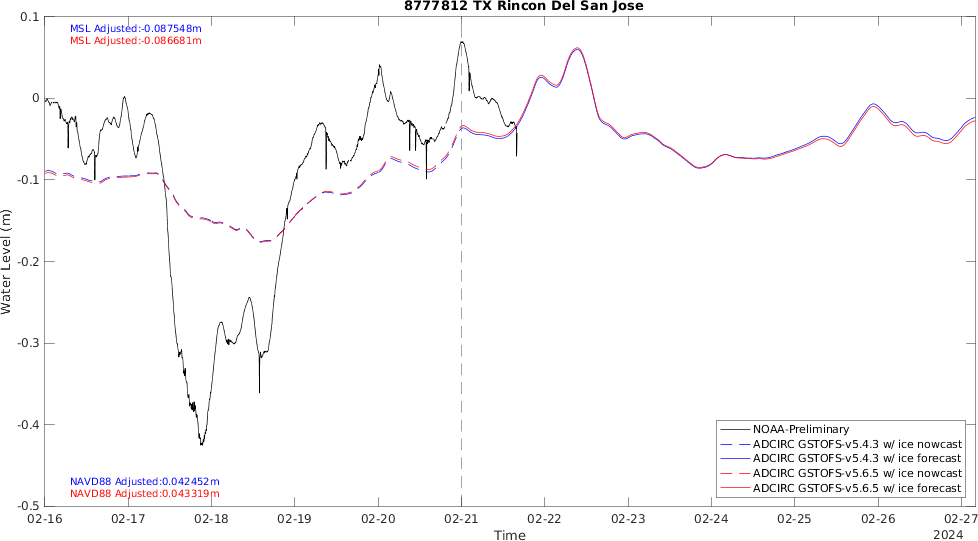 8777812 TX Rincon Del San Jose
MSL Adjusted:-0.087548m
MSL Adjusted:-0.086681m
0.1
0
-0.1
-0.2
-0.3
-0.4
-0.5
Water Level (m)
NAVD88 Adjusted:0.042452m
NAVD88 Adjusted:0.043319m
NOAA-Preliminary
ADCIRC GSTOFS-v5.4.3 w/ ice nowcast
ADCIRC GSTOFS-v5.4.3 w/ ice forecast
ADCIRC GSTOFS-v5.6.5 w/ ice nowcast
ADCIRC GSTOFS-v5.6.5 w/ ice forecast
02-16 02-17 02-18 02-19 02-20 02-21 02-22 02-23 02-24 02-25 02-26 02-27
Time
2024